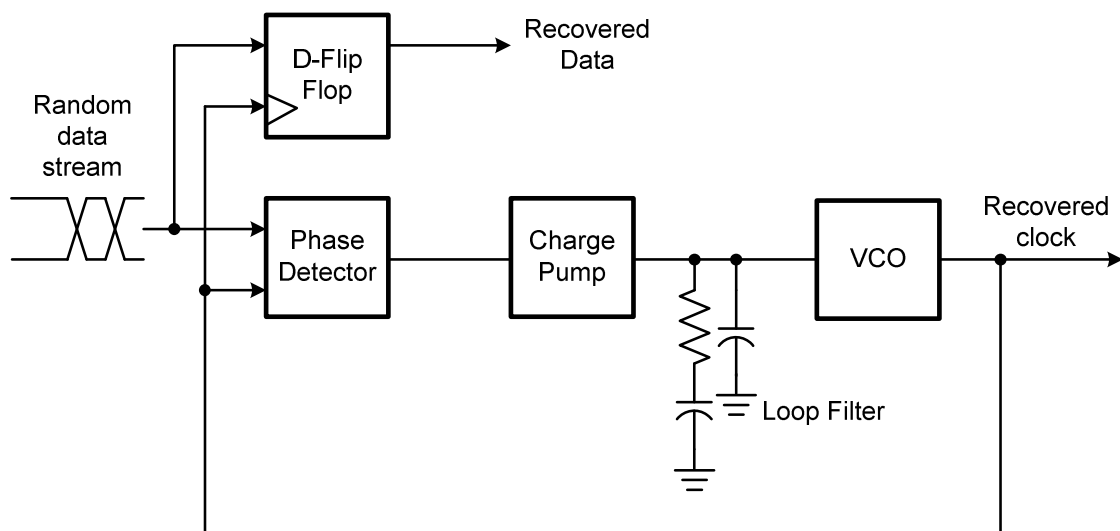 Recovered
Data
D-Flip
Flop
Random
data
stream
Phase
Detector
Charge
Pump
VCO
Recovered
clock
Loop Filter